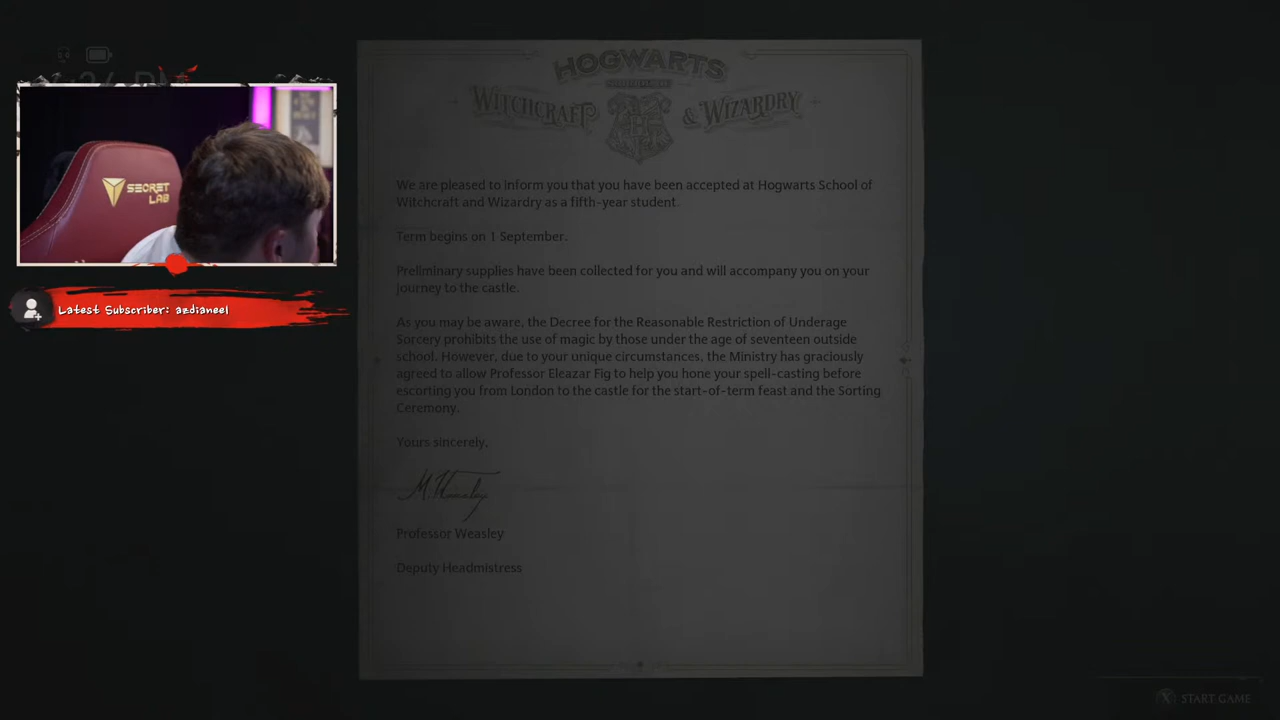 HOGWARTS
WITCHCRAFT & WIZARDRY
SECRET
LAB
Latest Subscriber: azdianeel
We are pleased to inform you that you have been accepted at Hogwarts School of
Witchcraft and Wizardry as a fifth-year student.
Term begins on 1 September.
Preliminary supplies have been collected for you and will accompany you on your
journey to the castle.
As you may be aware, the Decree for the Reasonable Restriction of Underage
Sorcery prohibits the use of magic by those under the age of seventeen outside
school. However, due to your unique circumstances, the Ministry has graciously
agreed to allow Professor Eleazar Fig to help you hone your spell-casting before
escorting you from London to the castle for the start-of-term feast and the Sorting
Ceremony.
Yours sincerely,
M. Weasley
Professor Weasley
Deputy Headmistress
X START GAME